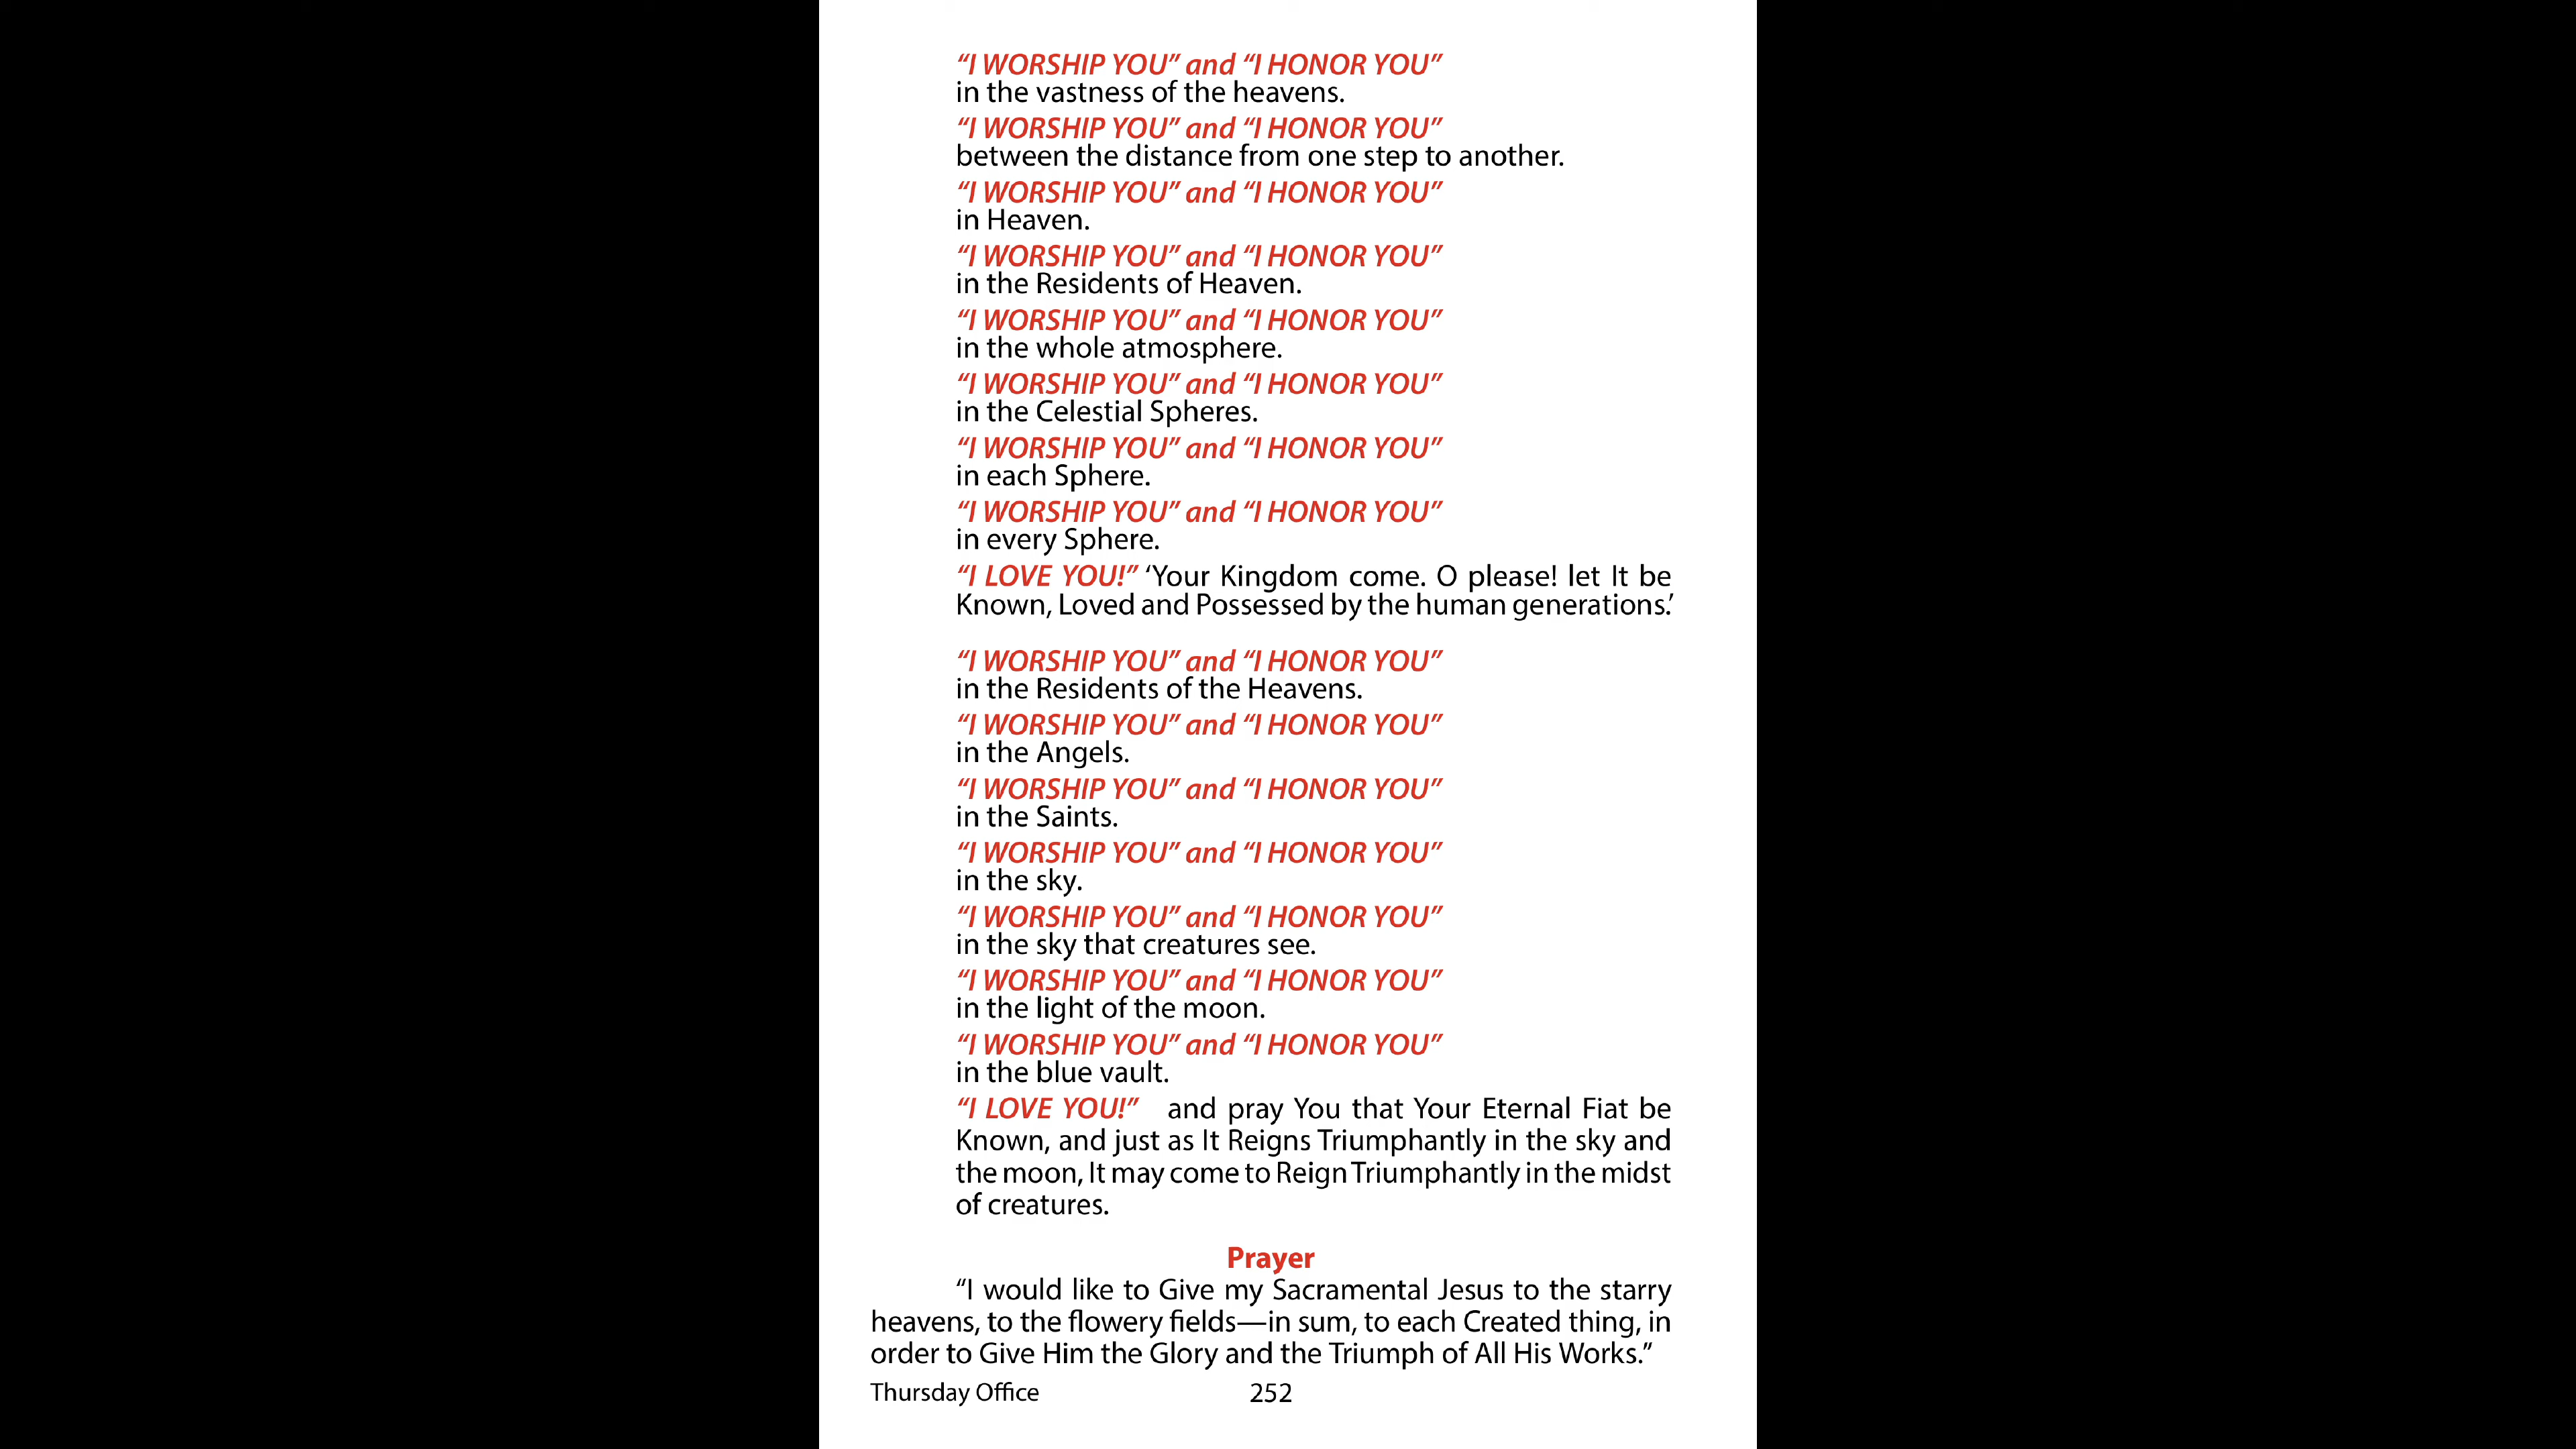 “I WORSHIP YOU” and “I HONOR YOU”
in the vastness of the heavens.
“I WORSHIP YOU” and “I HONOR YOU”
between the distance from one step to another.
“I WORSHIP YOU” and “I HONOR YOU”
in Heaven.
“I WORSHIP YOU” and “I HONOR YOU”
in the Residents of Heaven.
“I WORSHIP YOU” and “I HONOR YOU”
in the whole atmosphere.
“I WORSHIP YOU” and “I HONOR YOU”
in the Celestial Spheres.
“I WORSHIP YOU” and “I HONOR YOU”
in each Sphere.
“I WORSHIP YOU” and “I HONOR YOU”
in every Sphere.
“I LOVE YOU!” ‘Your Kingdom come. O please! let It be
Known, Loved and Possessed by the human generations.’
“I WORSHIP YOU” and “I HONOR YOU”
in the Residents of the Heavens.
“I WORSHIP YOU” and “I HONOR YOU”
in the Angels.
“I WORSHIP YOU” and “I HONOR YOU”
in the Saints.
“I WORSHIP YOU” and “I HONOR YOU”
in the sky.
“I WORSHIP YOU” and “I HONOR YOU”
in the sky that creatures see.
“I WORSHIP YOU” and “I HONOR YOU”
in the light of the moon.
“I WORSHIP YOU” and “I HONOR YOU”
in the blue vault.
“I LOVE YOU!” and pray You that Your Eternal Fiat be
Known, and just as It Reigns Triumphantly in the sky and
the moon, It may come to Reign Triumphantly in the midst
of creatures.
Prayer
“I would like to Give my Sacramental Jesus to the starry
heavens, to the flowery fields—in sum, to each Created thing, in
order to Give Him the Glory and the Triumph of All His Works.”
Thursday Office 252